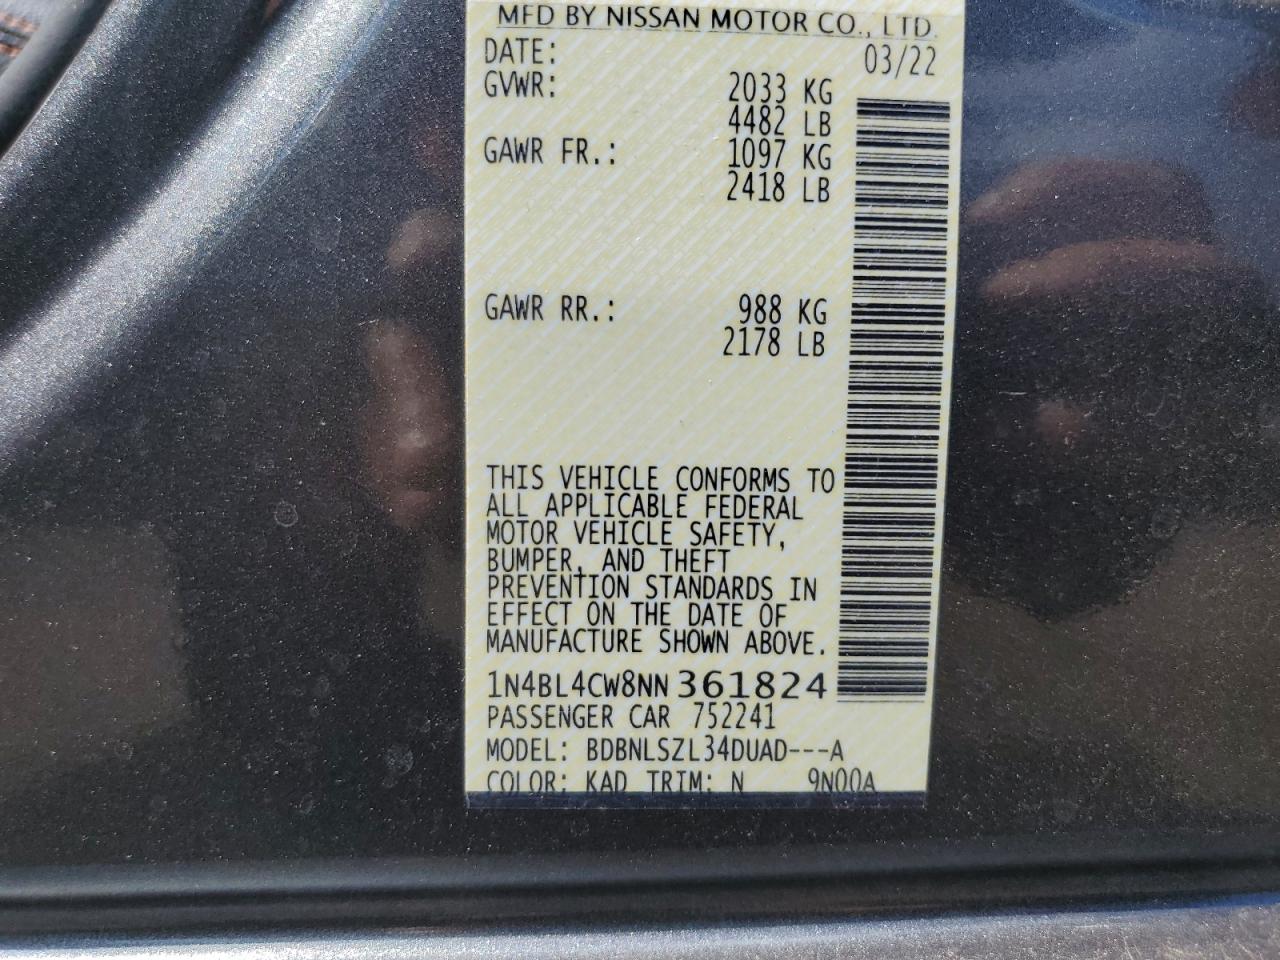 MFD BY NISSAN MOTOR CO., LTD.
DATE: 03/22
GVWR: 2033 KG
4482 LB
GAWR FR.: 1097 KG
2418 LB
GAWR RR.: 988 KG
2178 LB
THIS VEHICLE CONFORMS TO
ALL APPLICABLE FEDERAL
MOTOR VEHICLE SAFETY,
BUMPER, AND THEFT
PREVENTION STANDARDS IN
EFFECT ON THE DATE OF
MANUFACTURE SHOWN ABOVE.
1N4BL4CW8NN361824
PASSENGER CAR 752241
MODEL: BDBNLSZL34DUAD---A
COLOR: KAD TRIM: N 9N00A